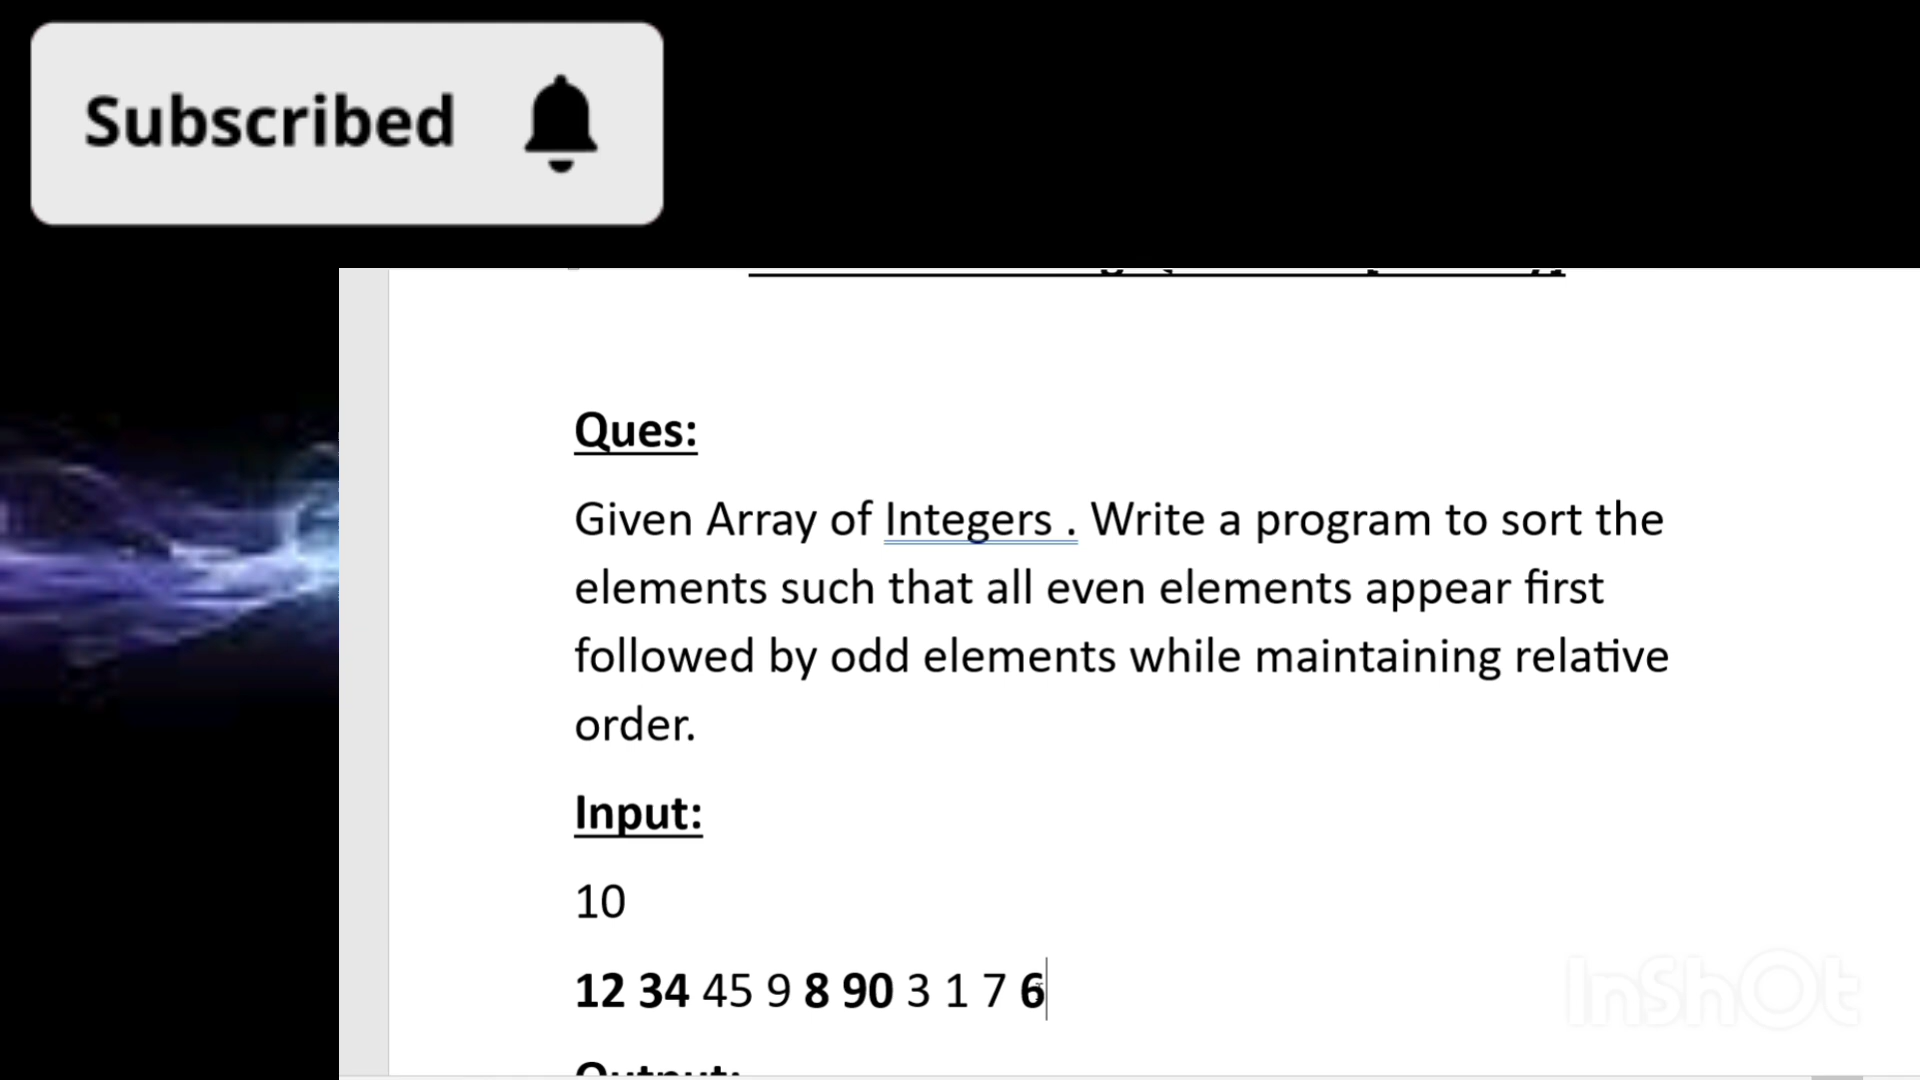 Subscribed
Ques:
Given Array of Integers . Write a program to sort the
elements such that all even elements appear first
followed by odd elements while maintaining relative
order.
Input:
10
12 34 45 9 8 90 3 1 7 6
Output:
InShOt